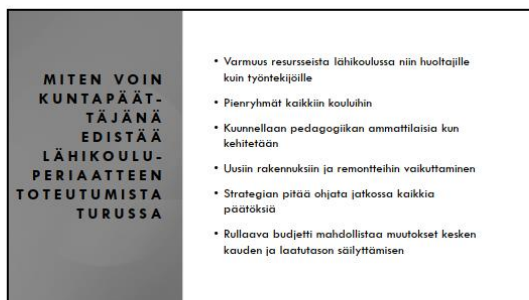 MITEN VOIN
KUNTAPÄÄT-
TÄJÄNÄ
EDISTÄÄ
LÄHIKOULU-
PERIAATTEEN
TOTEUTUMISTA
TURUSSA
• Varmuus resursseista lähikoulussa niin huoltajille
kuin työntekijöille
• Pienryhmät kaikkiin kouluihin
• Kuunnellaan pedagogiikan ammattilaisia kun
kehitetään
• Uusiin rakennuksiin ja remontteihin vaikuttaminen
• Strategian pitää ohjata jatkossa kaikkia
päätöksiä
• Rullaava budjetti mahdollistaa muutokset kesken
kauden ja laatutason säilyttämisen